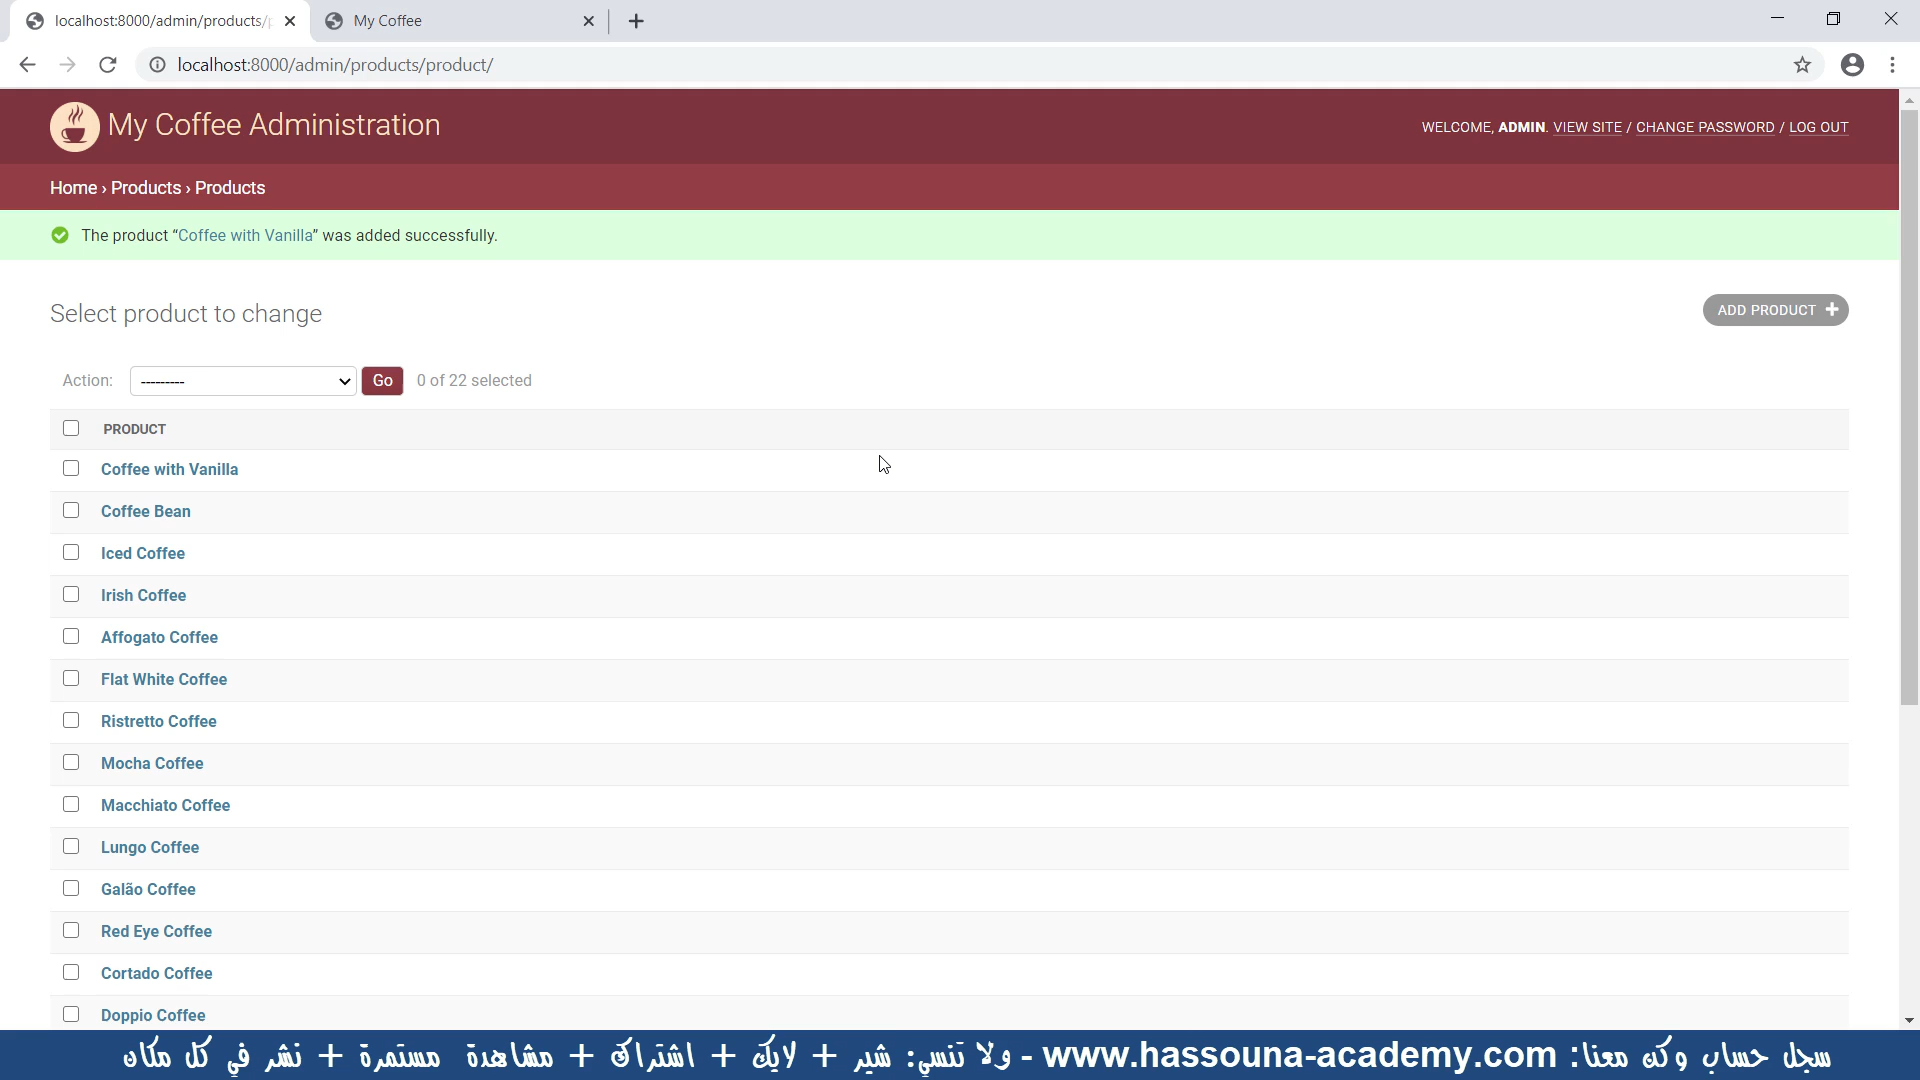 localhost:8000/admin/products/p
My Coffee
localhost:8000/admin/products/product/
My Coffee Administration
WELCOME, ADMIN. VIEW SITE / CHANGE PASSWORD / LOG OUT
Home › Products › Products
The product “Coffee with Vanilla” was added successfully.
Select product to change
ADD PRODUCT +
Action: --------- Go 0 of 22 selected
PRODUCT
Coffee with Vanilla
Coffee Bean
Iced Coffee
Irish Coffee
Affogato Coffee
Flat White Coffee
Ristretto Coffee
Mocha Coffee
Macchiato Coffee
Lungo Coffee
Galão Coffee
Red Eye Coffee
Cortado Coffee
Doppio Coffee
سجل حساب وكن معنا: www.hassouna-academy.com - ولا تنسى: شير + لايك + اشتراك + مشاهدة مستمرة + نشر في كل مكان